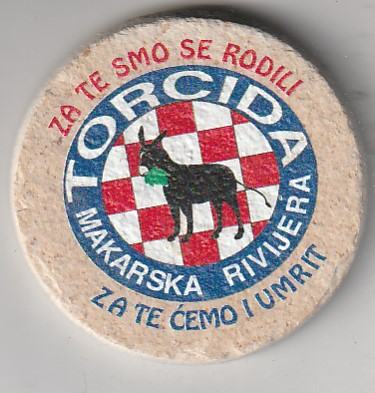 ZA TE SMO SE RODILI
TORCIDA
MAKARSKA RIVIJERA
ZA TE ĆEMO I UMRIT